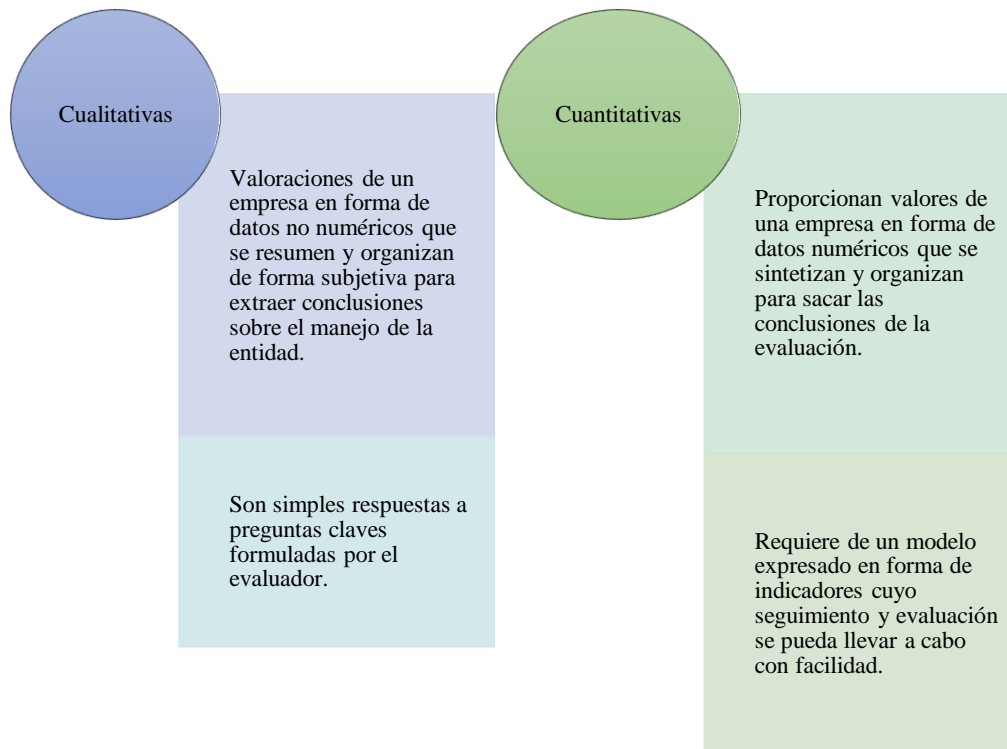 Cualitativas
Valoraciones de un
empresa en forma de
datos no numéricos que
se resumen y organizan
de forma subjetiva para
extraer conclusiones
sobre el manejo de la
entidad.
Son simples respuestas a
preguntas claves
formuladas por el
evaluador.
Cuantitativas
Proporcionan valores de
una empresa en forma de
datos numéricos que se
sintetizan y organizan
para sacar las
conclusiones de la
evaluación.
Requiere de un modelo
expresado en forma de
indicadores cuyo
seguimiento y evaluación
se pueda llevar a cabo
con facilidad.